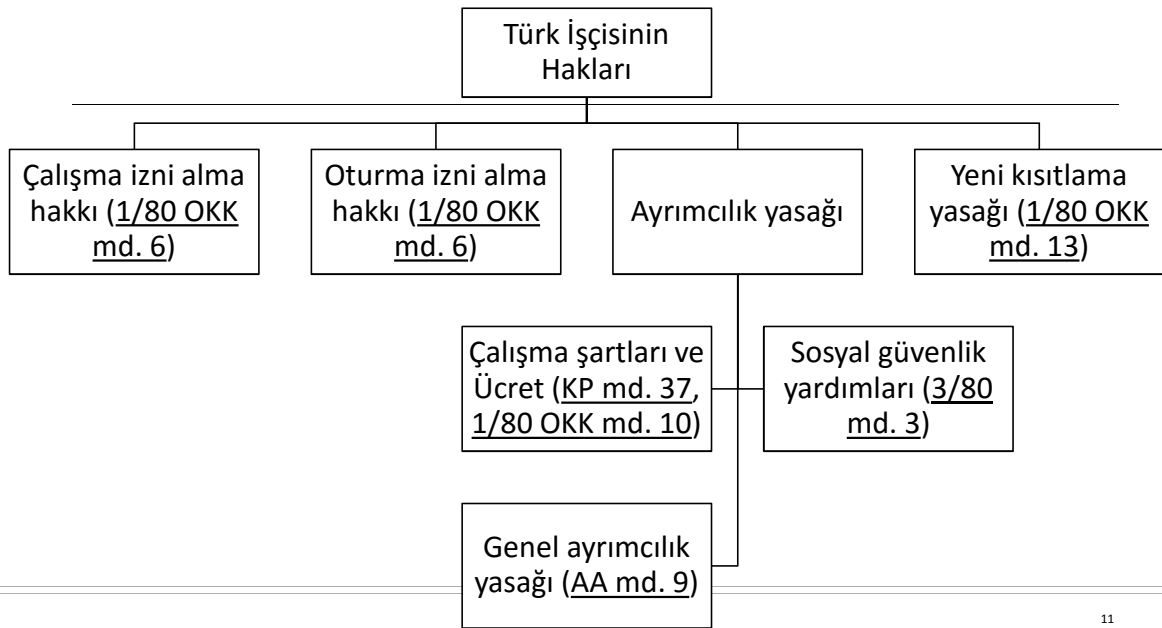 Türk İşçisinin
Hakları
Çalışma izni alma
hakkı (1/80 OKK
md. 6)
Oturma izni alma
hakkı (1/80 OKK
md. 6)
Ayrımcılık yasağı
Yeni kısıtlama
yasağı (1/80 OKK
md. 13)
Çalışma şartları ve
Ücret (KP md. 37,
1/80 OKK md. 10)
Sosyal güvenlik
yardımları (3/80
md. 3)
Genel ayrımcılık
yasağı (AA md. 9)
11